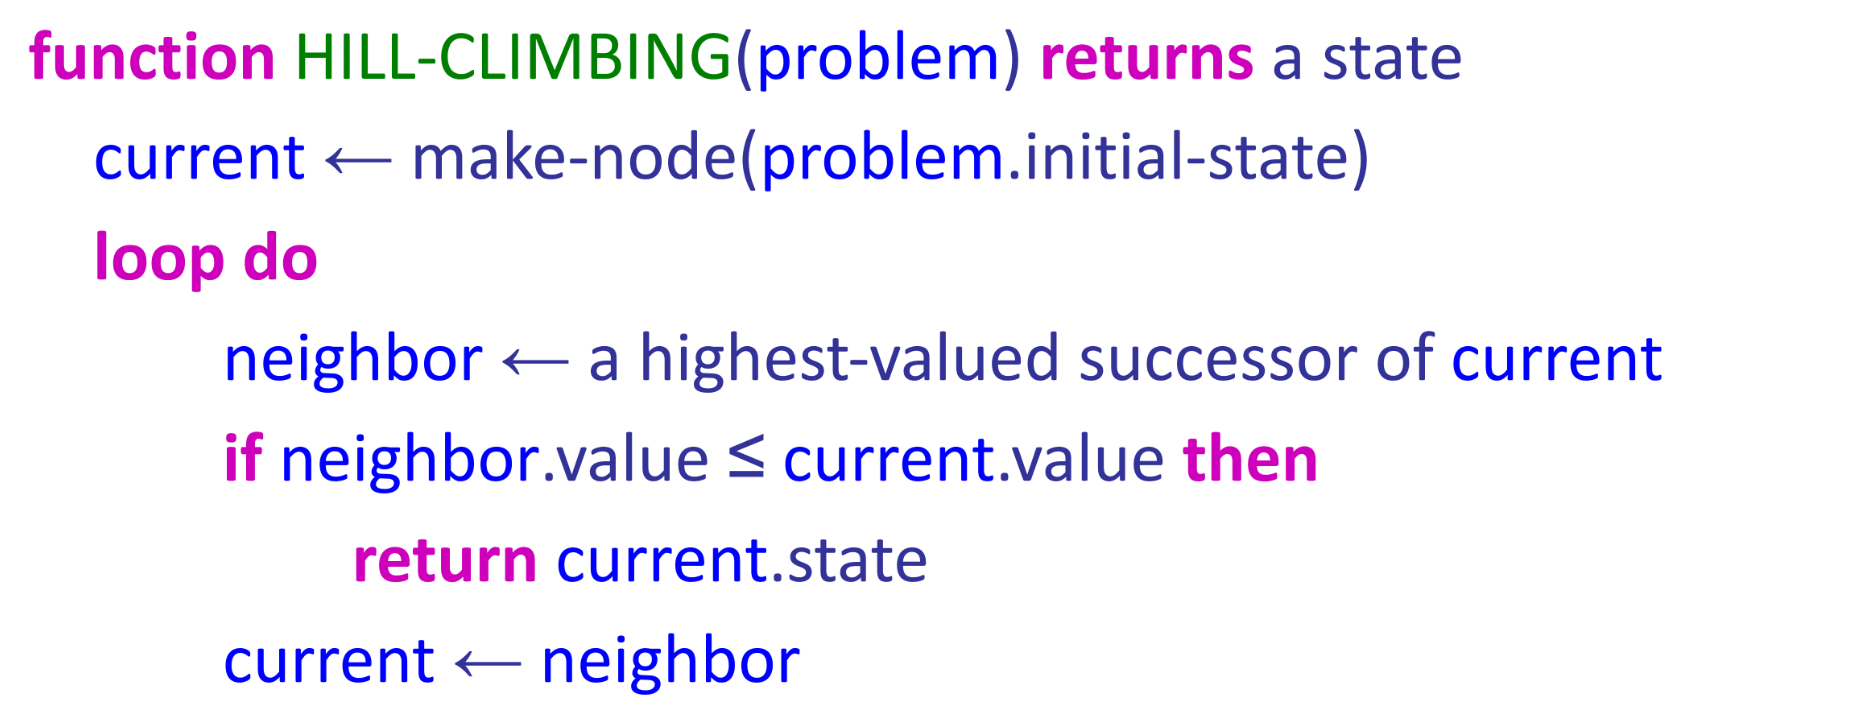 function HILL-CLIMBING(problem) returns a state
current ← make-node(problem.initial-state)
loop do
neighbor ← a highest-valued successor of current
if neighbor.value ≤ current.value then
return current.state
current ← neighbor